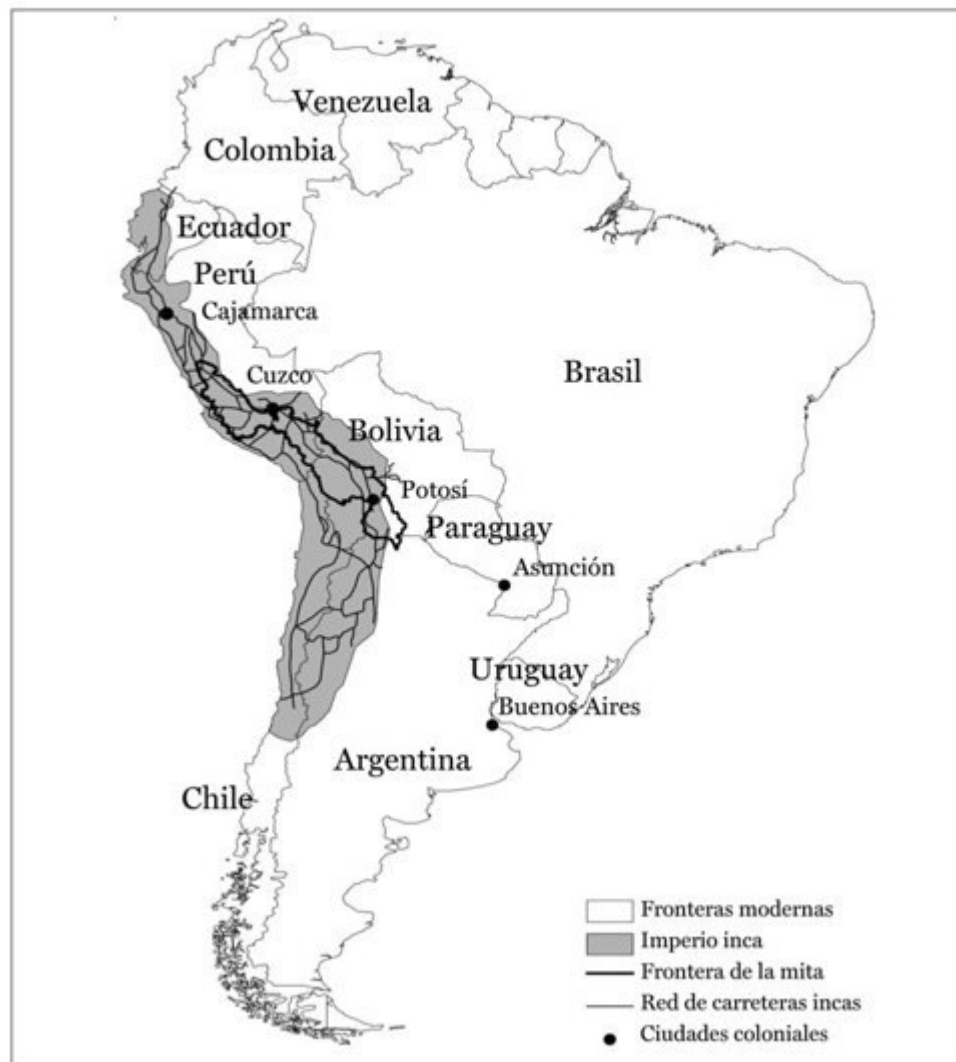 Venezuela
Colombia
Ecuador
Perú
Cajamarca
Cuzco
Brasil
Bolivia
Potosí
Paraguay
Asunción
Uruguay
Buenos Aires
Argentina
Chile
Fronteras modernas
Imperio inca
Frontera de la mita
Red de carreteras incas
Ciudades coloniales